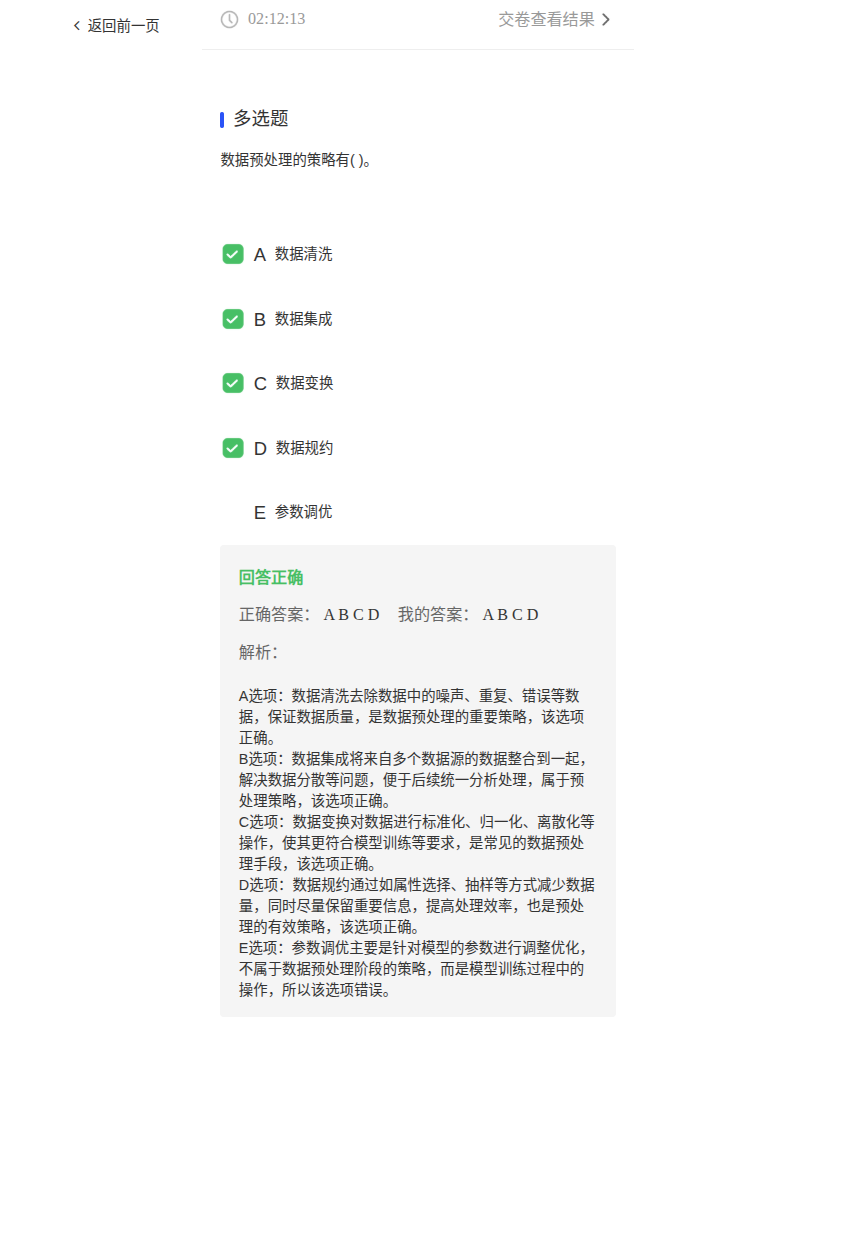 返回前一页
02:12:13
交卷查看结果
多选题
数据预处理的策略有( )。
A 数据清洗
B 数据集成
C 数据变换
D 数据规约
E 参数调优
回答正确
正确答案： A B C D 我的答案： A B C D
解析：
A选项：数据清洗去除数据中的噪声、重复、错误等数
据，保证数据质量，是数据预处理的重要策略，该选项
正确。
B选项：数据集成将来自多个数据源的数据整合到一起，
解决数据分散等问题，便于后续统一分析处理，属于预
处理策略，该选项正确。
C选项：数据变换对数据进行标准化、归一化、离散化等
操作，使其更符合模型训练等要求，是常见的数据预处
理手段，该选项正确。
D选项：数据规约通过如属性选择、抽样等方式减少数据
量，同时尽量保留重要信息，提高处理效率，也是预处
理的有效策略，该选项正确。
E选项：参数调优主要是针对模型的参数进行调整优化，
不属于数据预处理阶段的策略，而是模型训练过程中的
操作，所以该选项错误。